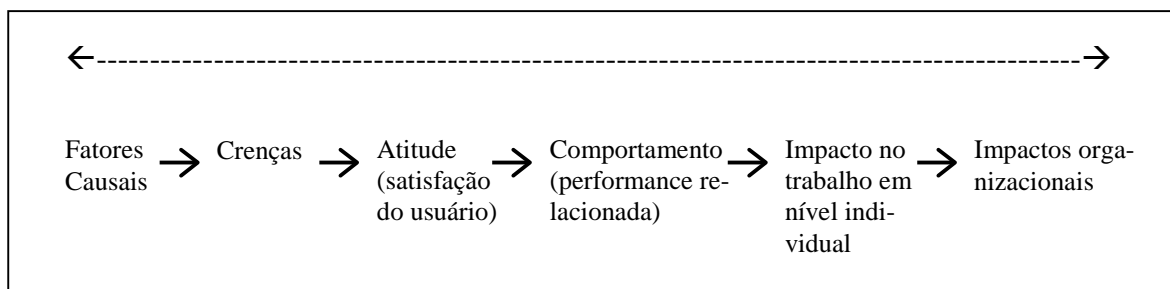 Fatores
Causais
Crenças
Atitude
(satisfação
do usuário)
Comportamento
(performance re-
lacionada)
Impacto no
trabalho em
nível indi-
vidual
Impactos orga-
nizacionais